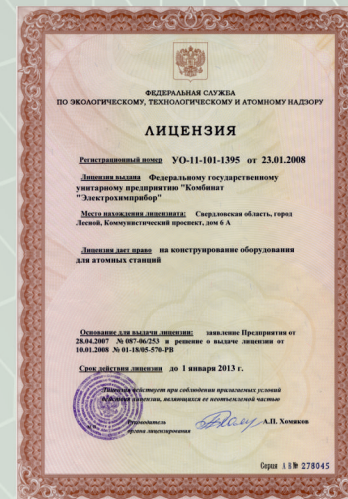 ФЕДЕРАЛЬНАЯ СЛУЖБА
ПО ЭКОЛОГИЧЕСКОМУ, ТЕХНОЛОГИЧЕСКОМУ И АТОМНОМУ НАДЗОРУ
ЛИЦЕНЗИЯ
Регистрационный номер УО-11-101-1395 от 23.01.2008
Лицензия выдана Федеральному государственному
унитарному предприятию "Комбинат
"Электрохимприбор"
Место нахождения лицензиата: Свердловская область, город
Лесной, Коммунистический проспект, дом 6 А
Лицензия дает право на конструирование оборудования
для атомных станций
Основание для выдачи лицензии: заявление Предприятия от
28.04.2007 № 087-06/253 и решение о выдаче лицензии от
10.01.2008 № 01-18/05-570-РВ
Срок действия лицензии до 1 января 2013 г.
Лицензия действует при соблюдении прилагаемых условий
действия лицензии, являющихся ее неотъемлемой частью
Руководитель
органа лицензирования
А.П. Хомяков
Серия А В № 278045